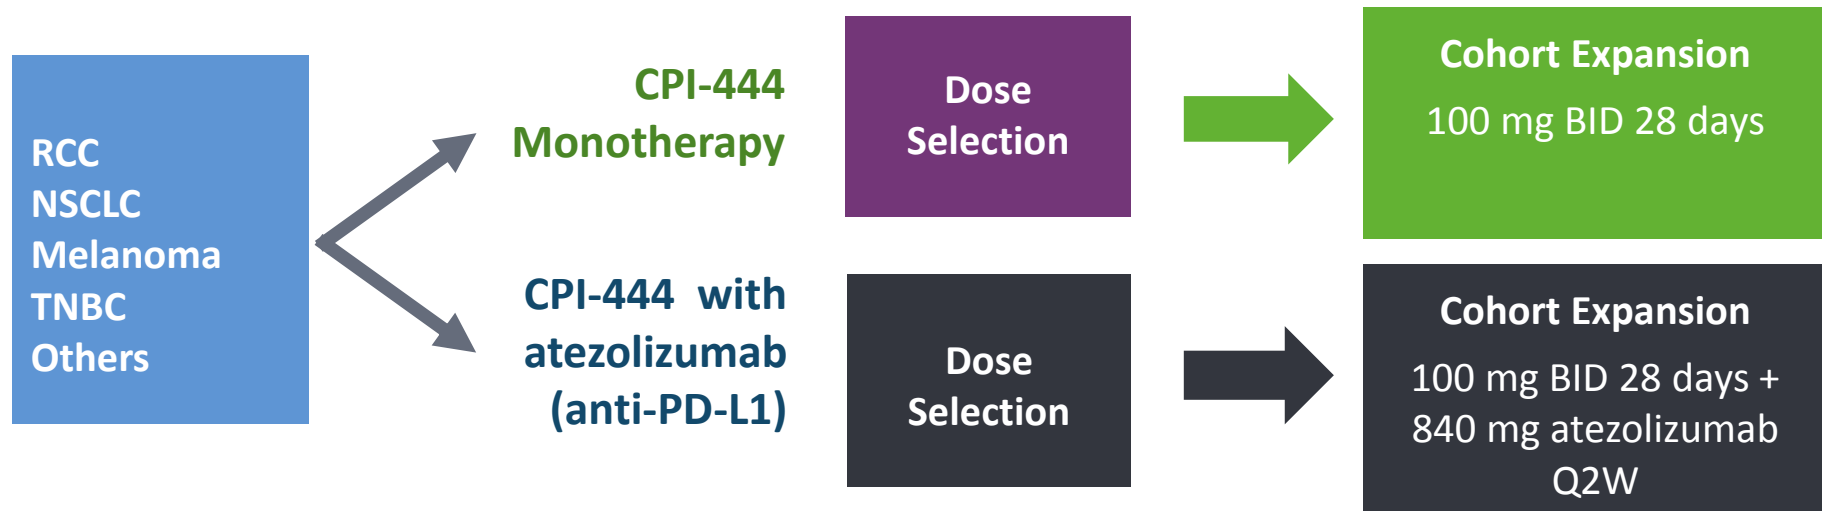 RCC
NSCLC
Melanoma
TNBC
Others
CPI-444
Monotherapy
Dose
Selection
Cohort Expansion
100 mg BID 28 days
CPI-444 with
atezolizumab
(anti-PD-L1)
Dose
Selection
Cohort Expansion
100 mg BID 28 days +
840 mg atezolizumab
Q2W